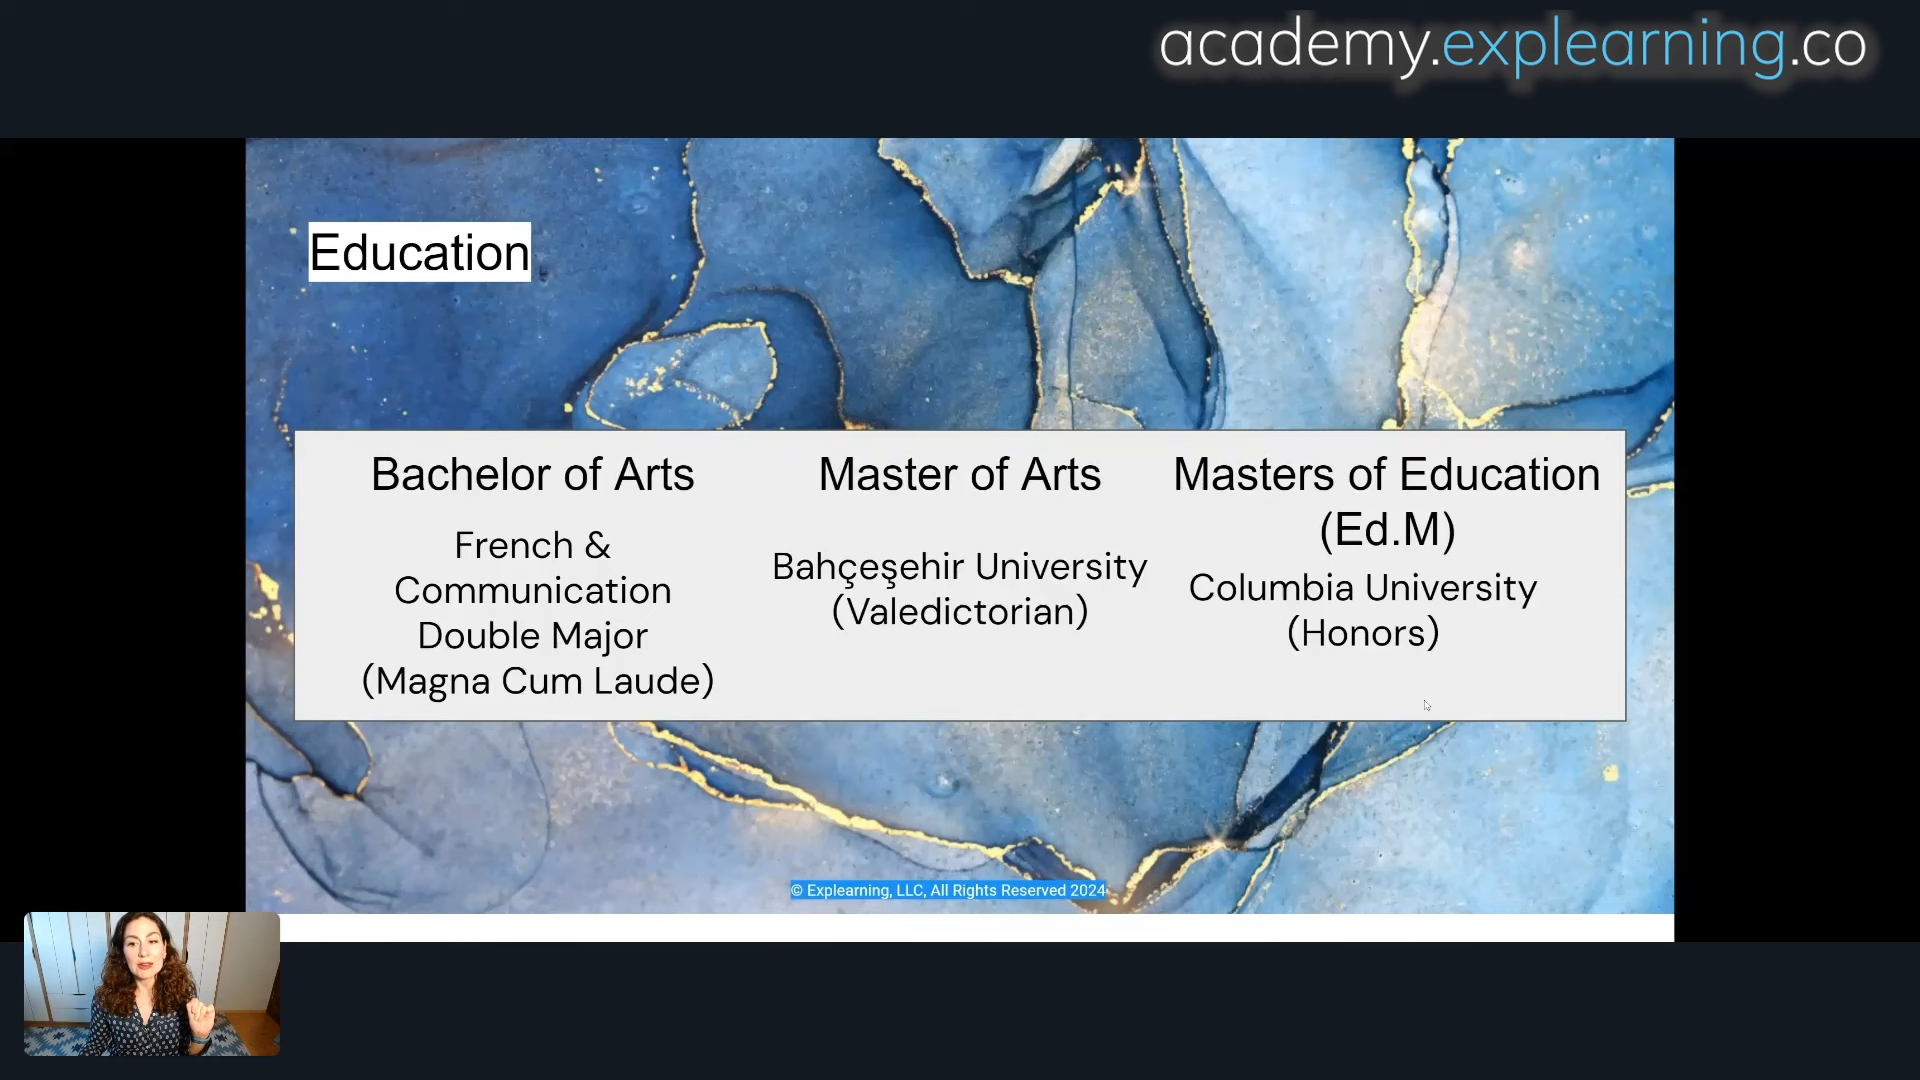 academy.explearning.co
Education
Bachelor of Arts
French &
Communication
Double Major
(Magna Cum Laude)
Master of Arts
Bahçeşehir University
(Valedictorian)
Masters of Education
(Ed.M)
Columbia University
(Honors)
© Explearning, LLC, All Rights Reserved 2024